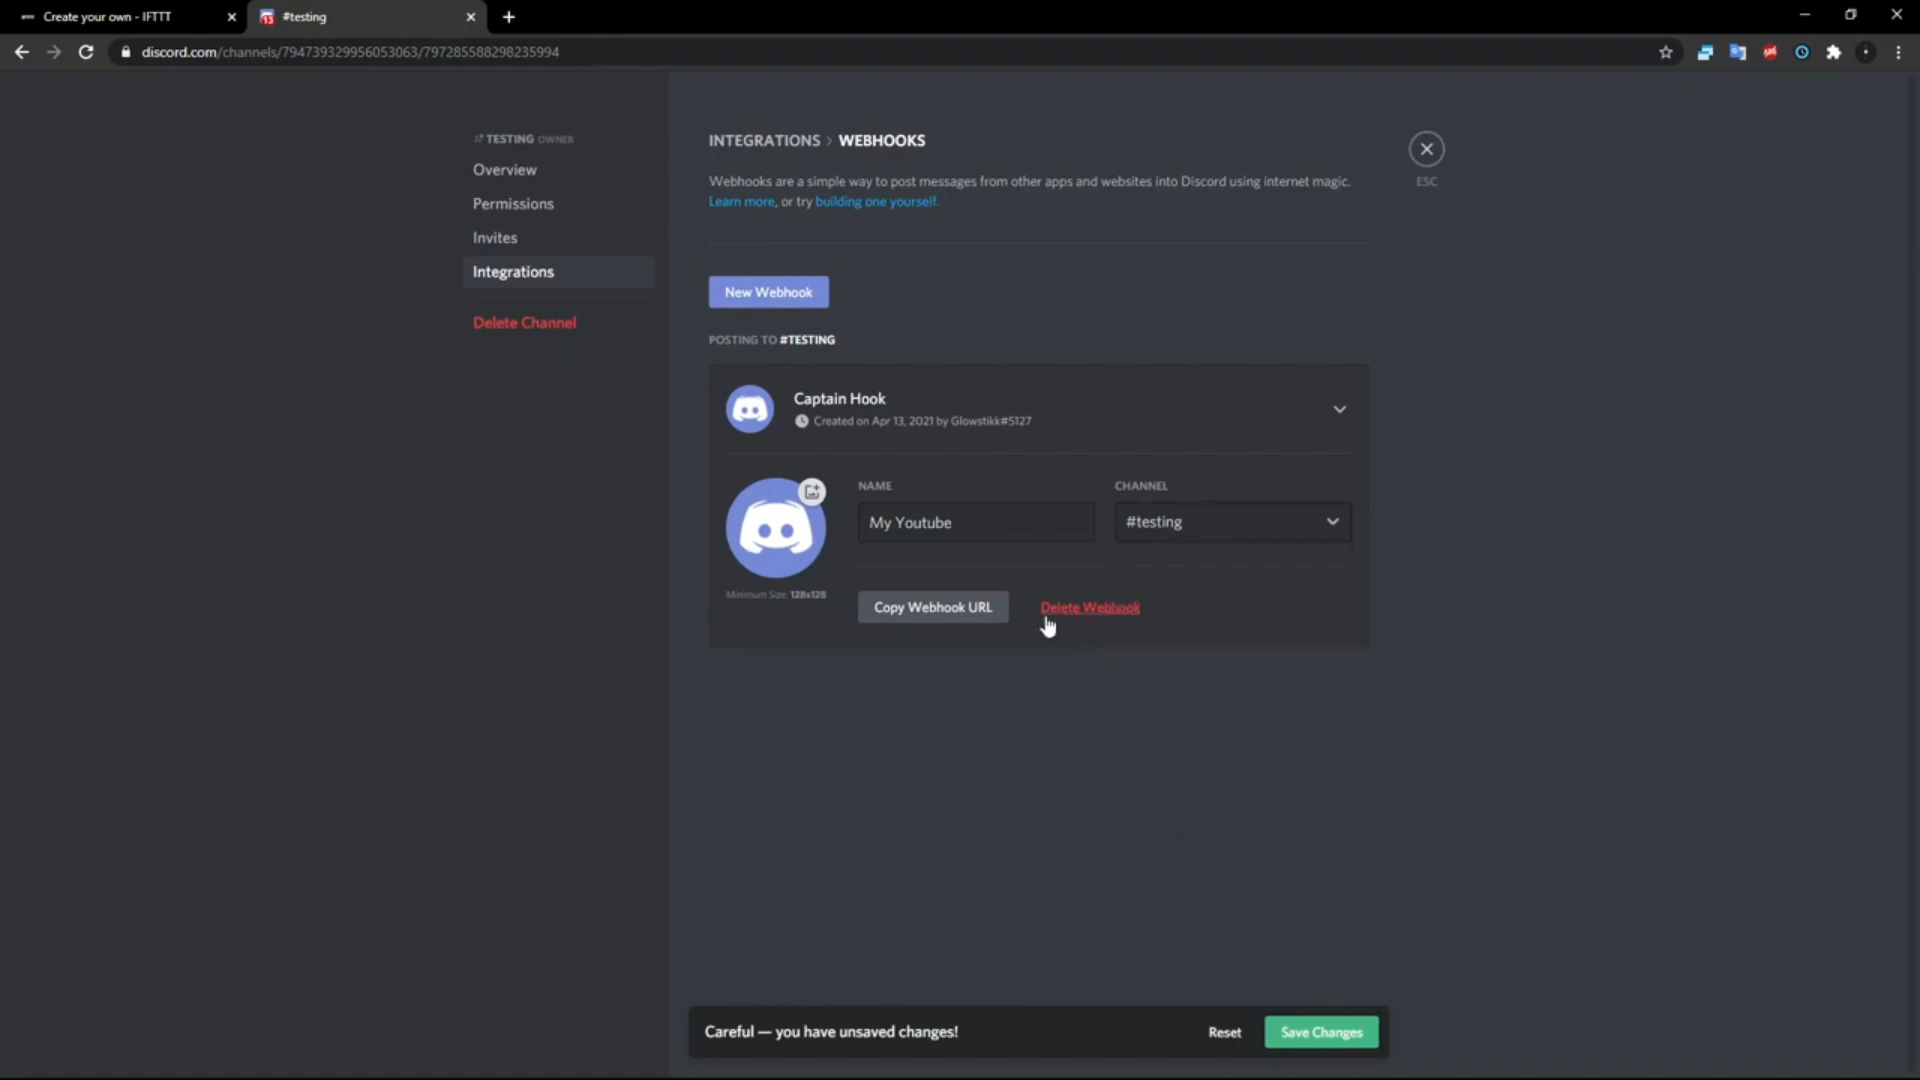 Create your own - IFTTT
#testing
discord.com/channels/794739329956053063/797285588298235994
TESTING OWNER
Overview
Permissions
Invites
Integrations
Delete Channel
INTEGRATIONS > WEBHOOKS
Webhooks are a simple way to post messages from other apps and websites into Discord using internet magic.
Learn more, or try building one yourself.
ESC
New Webhook
POSTING TO #TESTING
Captain Hook
Created on Apr 13, 2021 by Glowstikk#5127
NAME
CHANNEL
My Youtube
#testing
Minimum Size: 128x128
Copy Webhook URL
Delete Webhook
Careful — you have unsaved changes!
Reset
Save Changes